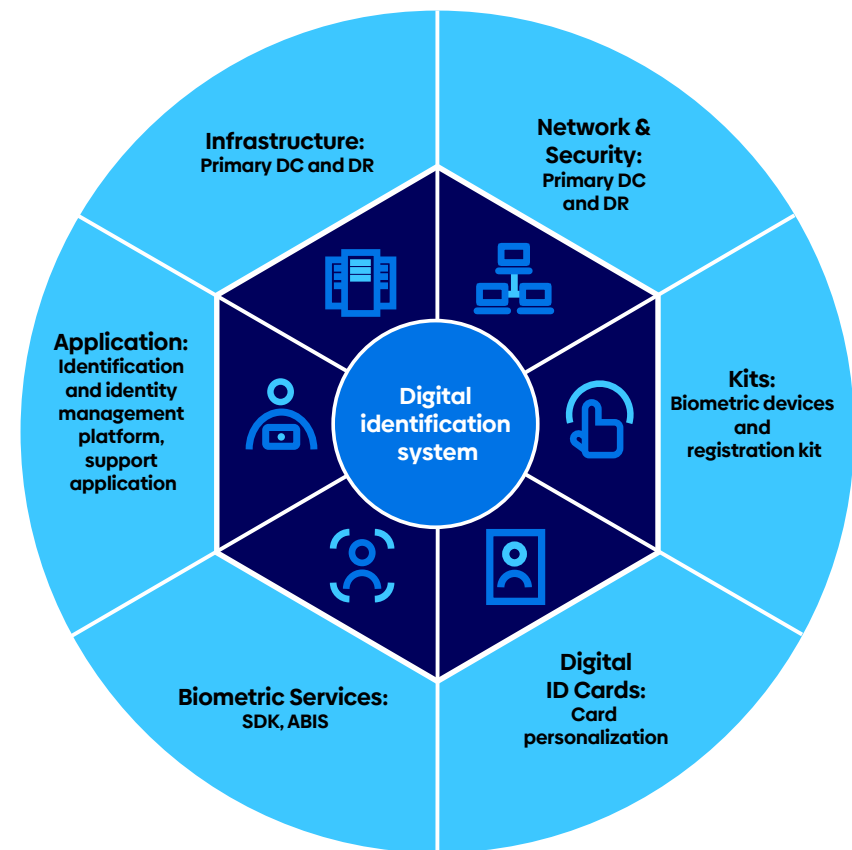 Infrastructure:
Primary DC and DR
Network &
Security:
Primary DC
and DR
Application:
Identification
and identity
management
platform,
support
application
Digital
identification
system
Kits:
Biometric devices
and
registration kit
Biometric Services:
SDK, ABIS
Digital
ID Cards:
Card
personalization